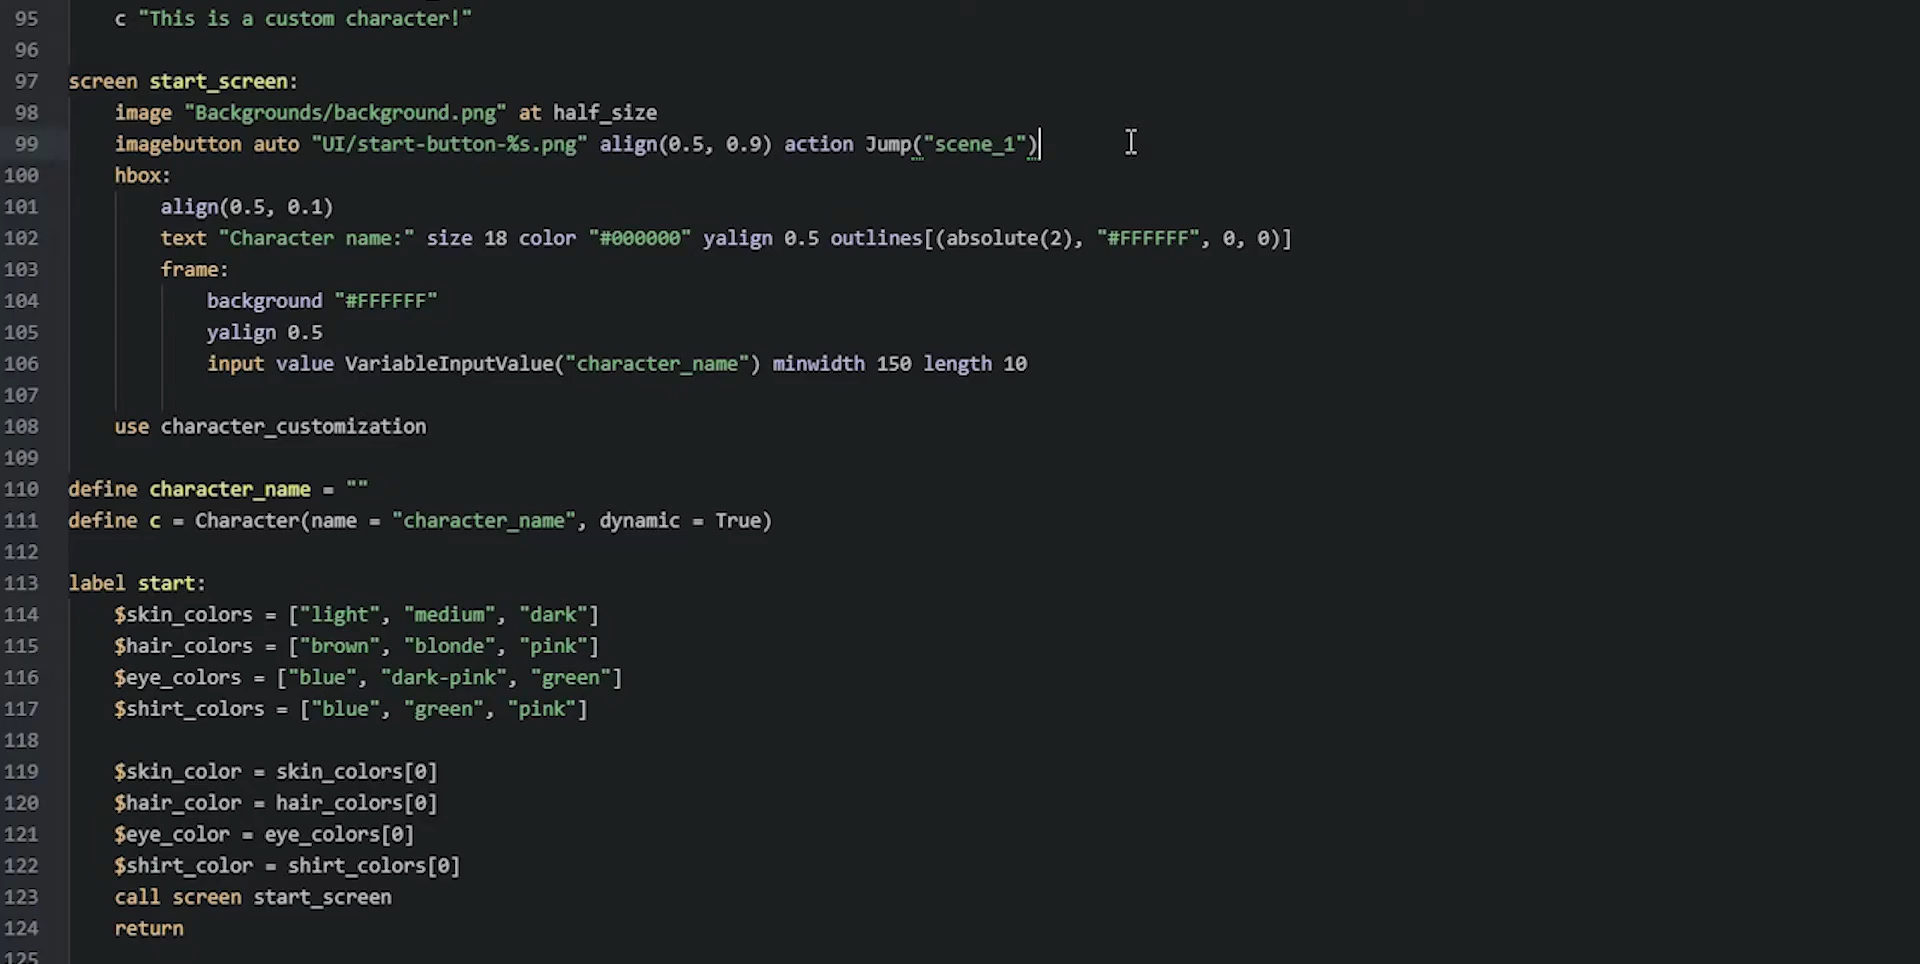 95 c "This is a custom character!"
96
97 screen start_screen:
98 image "Backgrounds/background.png" at half_size
99 imagebutton auto "UI/start-button-%s.png" align(0.5, 0.9) action Jump("scene_1")
100 hbox:
101 align(0.5, 0.1)
102 text "Character name:" size 18 color "#000000" yalign 0.5 outlines[(absolute(2), "#FFFFFF", 0, 0)]
103 frame:
104 background "#FFFFFF"
105 yalign 0.5
106 input value VariableInputValue("character_name") minwidth 150 length 10
107
108 use character_customization
109
110 define character_name = ""
111 define c = Character(name = "character_name", dynamic = True)
112
113 label start:
114 $skin_colors = ["light", "medium", "dark"]
115 $hair_colors = ["brown", "blonde", "pink"]
116 $eye_colors = ["blue", "dark-pink", "green"]
117 $shirt_colors = ["blue", "green", "pink"]
118
119 $skin_color = skin_colors[0]
120 $hair_color = hair_colors[0]
121 $eye_color = eye_colors[0]
122 $shirt_color = shirt_colors[0]
123 call screen start_screen
124 return
125